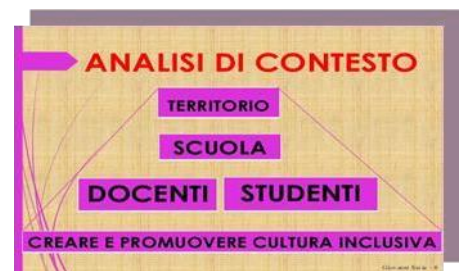 ANALISI DI CONTESTO
TERRITORIO
SCUOLA
DOCENTI STUDENTI
CREARE E PROMUOVERE CULTURA INCLUSIVA